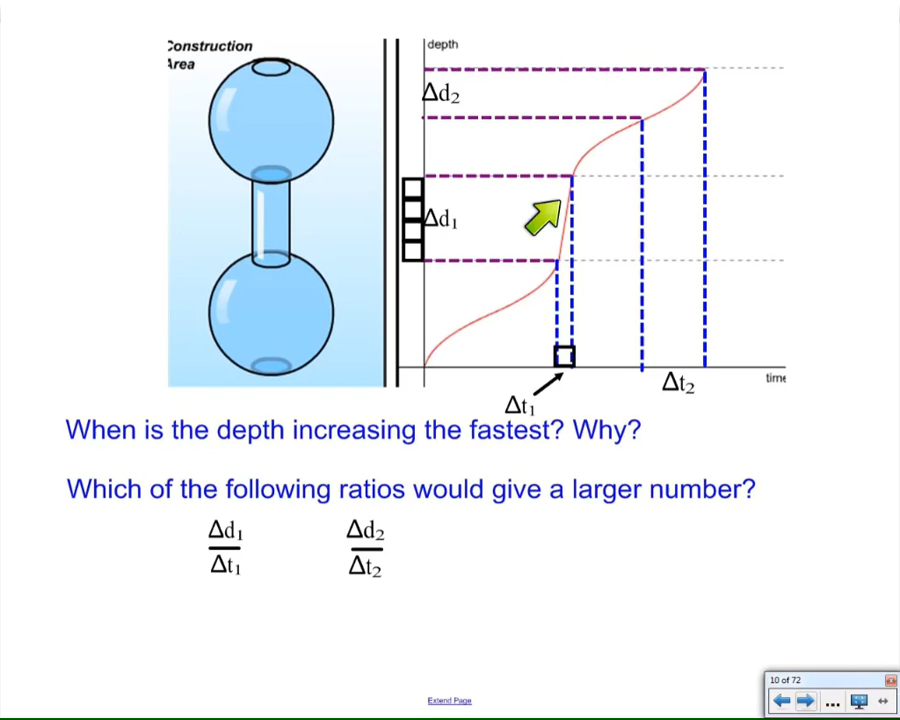 Construction
Area
depth
Δd2
Δd1
time
Δt2
Δt1
When is the depth increasing the fastest? Why?
Which of the following ratios would give a larger number?
Δd1 Δd2
Δt1 Δt2
10 of 72
Extend Page